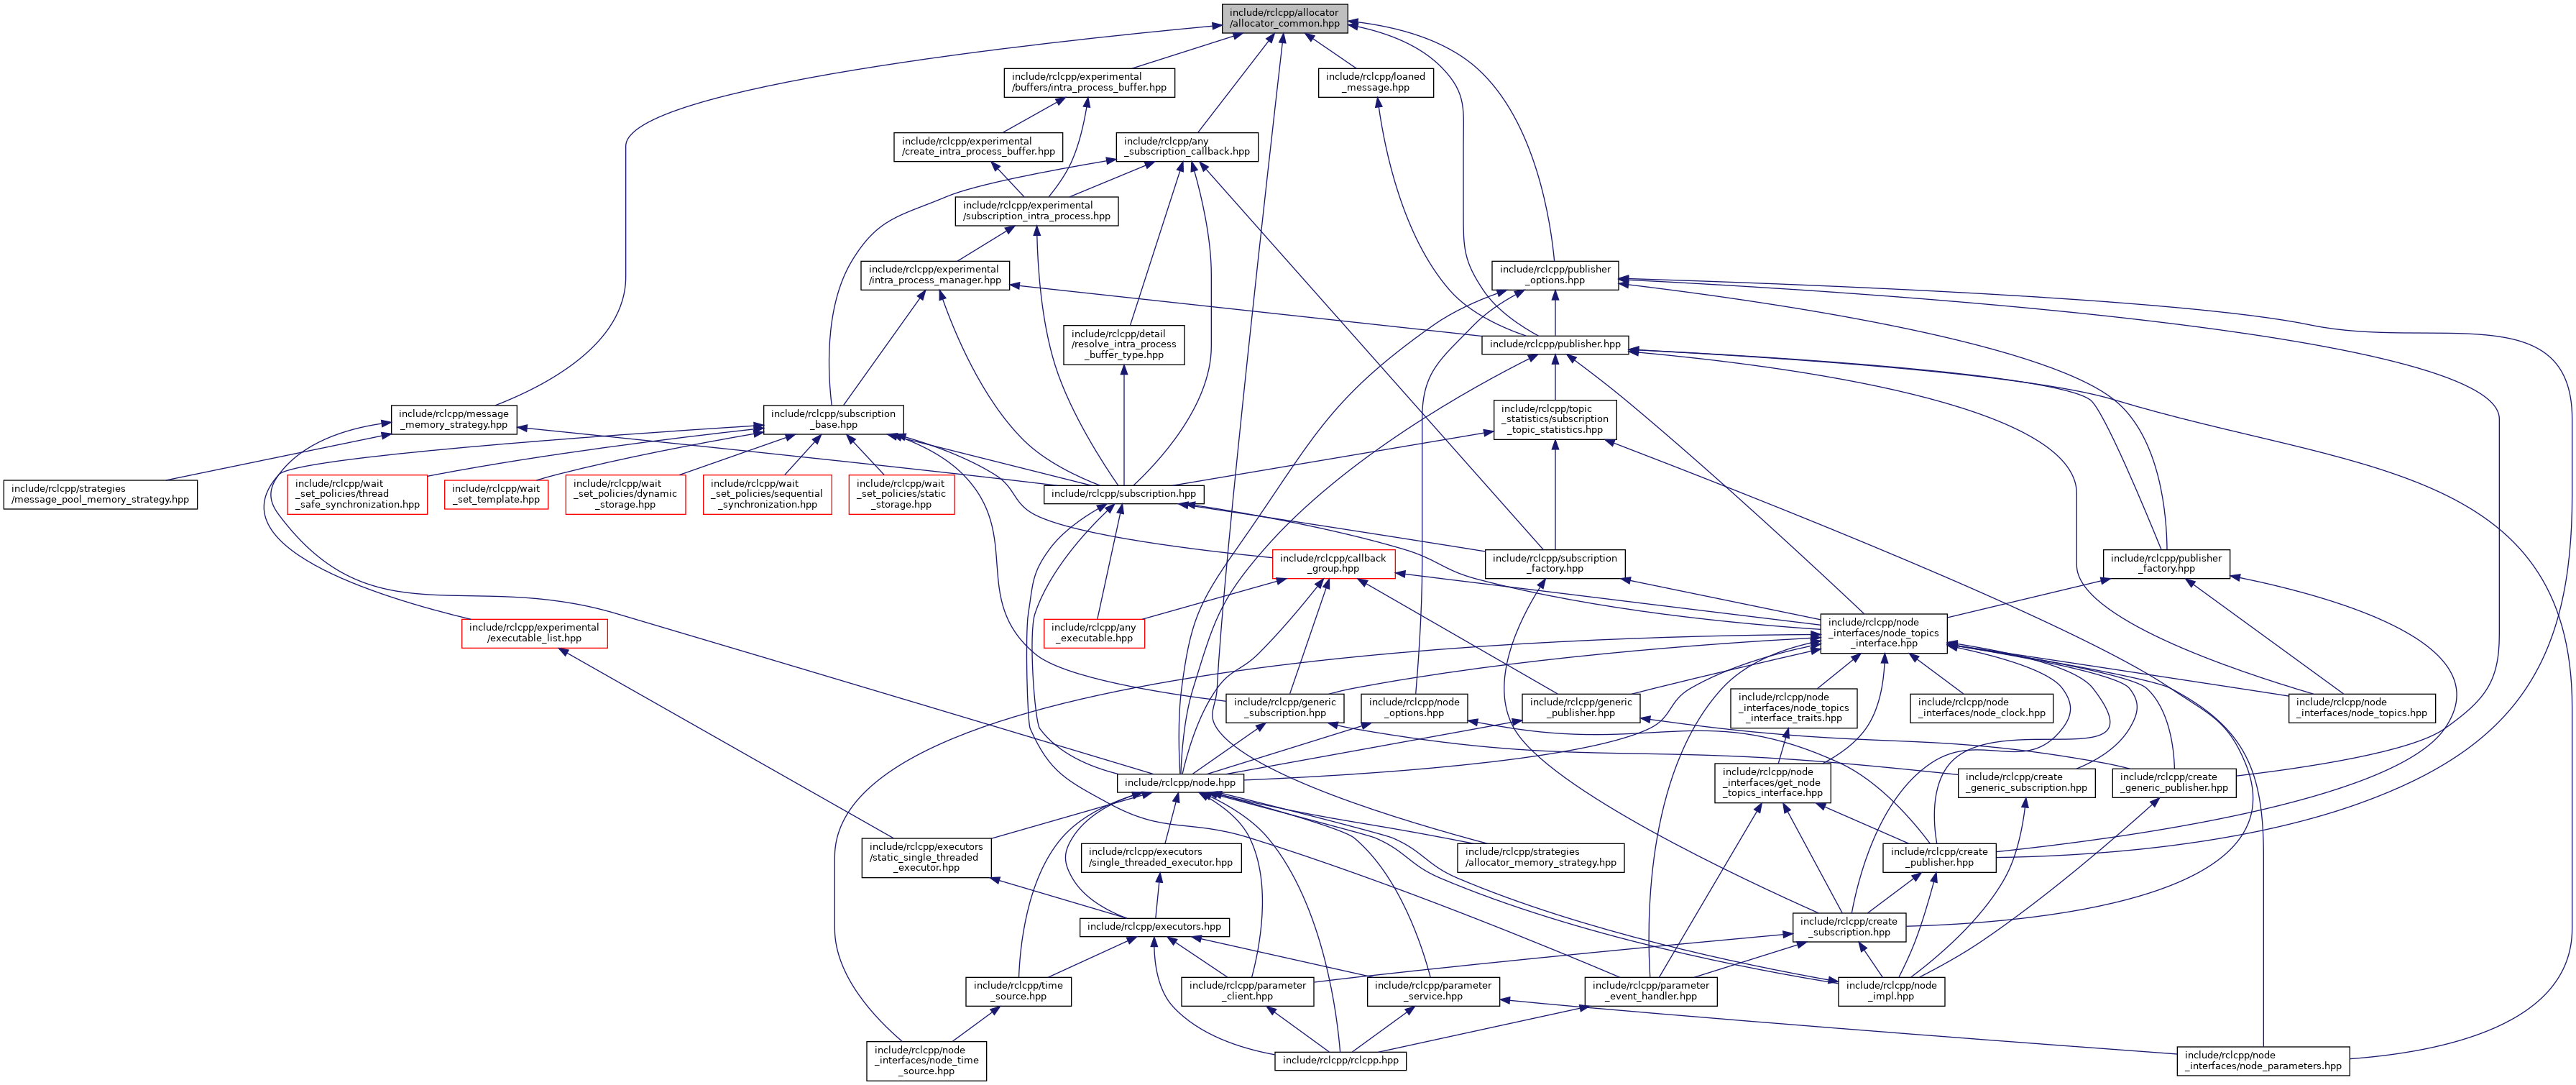 include/rclcpp/allocator
/allocator_common.hpp
include/rclcpp/experimental
/buffers/intra_process_buffer.hpp
include/rclcpp/loaned
_message.hpp
include/rclcpp/experimental
/create_intra_process_buffer.hpp
include/rclcpp/any
_subscription_callback.hpp
include/rclcpp/experimental
/subscription_intra_process.hpp
include/rclcpp/experimental
/intra_process_manager.hpp
include/rclcpp/publisher
_options.hpp
include/rclcpp/detail
/resolve_intra_process
_buffer_type.hpp
include/rclcpp/publisher.hpp
include/rclcpp/message
_memory_strategy.hpp
include/rclcpp/subscription
_base.hpp
include/rclcpp/topic
_statistics/subscription
_topic_statistics.hpp
include/rclcpp/strategies
/message_pool_memory_strategy.hpp
include/rclcpp/wait
_set_policies/thread
_safe_synchronization.hpp
include/rclcpp/wait
_set_template.hpp
include/rclcpp/wait
_set_policies/dynamic
_storage.hpp
include/rclcpp/wait
_set_policies/sequential
_synchronization.hpp
include/rclcpp/wait
_set_policies/static
_storage.hpp
include/rclcpp/subscription.hpp
include/rclcpp/callback
_group.hpp
include/rclcpp/subscription
_factory.hpp
include/rclcpp/publisher
_factory.hpp
include/rclcpp/experimental
/executable_list.hpp
include/rclcpp/any
_executable.hpp
include/rclcpp/node
_interfaces/node_topics
_interface.hpp
include/rclcpp/generic
_subscription.hpp
include/rclcpp/node
_options.hpp
include/rclcpp/generic
_publisher.hpp
include/rclcpp/node
_interfaces/node_topics
_interface_traits.hpp
include/rclcpp/node
_interfaces/node_clock.hpp
include/rclcpp/node
_interfaces/node_topics.hpp
include/rclcpp/node.hpp
include/rclcpp/node
_interfaces/get_node
_topics_interface.hpp
include/rclcpp/create
_generic_subscription.hpp
include/rclcpp/create
_generic_publisher.hpp
include/rclcpp/executors
/static_single_threaded
_executor.hpp
include/rclcpp/executors
/single_threaded_executor.hpp
include/rclcpp/strategies
/allocator_memory_strategy.hpp
include/rclcpp/create
_publisher.hpp
include/rclcpp/executors.hpp
include/rclcpp/create
_subscription.hpp
include/rclcpp/time
_source.hpp
include/rclcpp/parameter
_client.hpp
include/rclcpp/parameter
_service.hpp
include/rclcpp/parameter
_event_handler.hpp
include/rclcpp/node
_impl.hpp
include/rclcpp/node
_interfaces/node_time
_source.hpp
include/rclcpp/rclcpp.hpp
include/rclcpp/node
_interfaces/node_parameters.hpp